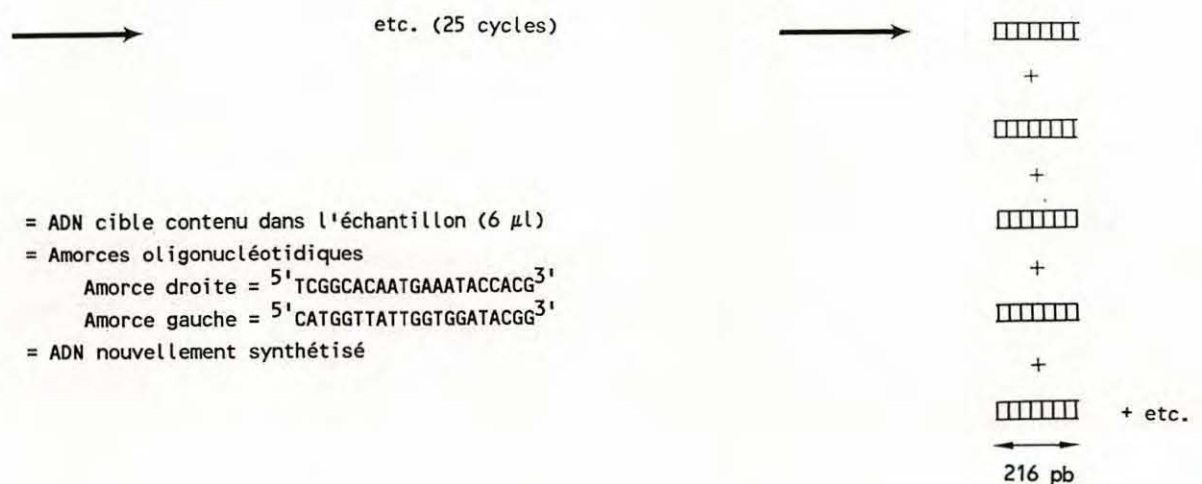 etc. (25 cycles)
+
+
= ADN cible contenu dans l'échantillon (6 µl)
= Amorces oligonucléotidiques
Amorce droite = 5'TCGGCACAATGAAATACCACG3'
Amorce gauche = 5'CATGGTTATTGGTGGATACGG3'
= ADN nouvellement synthétisé
+
+
+ etc.
216 pb